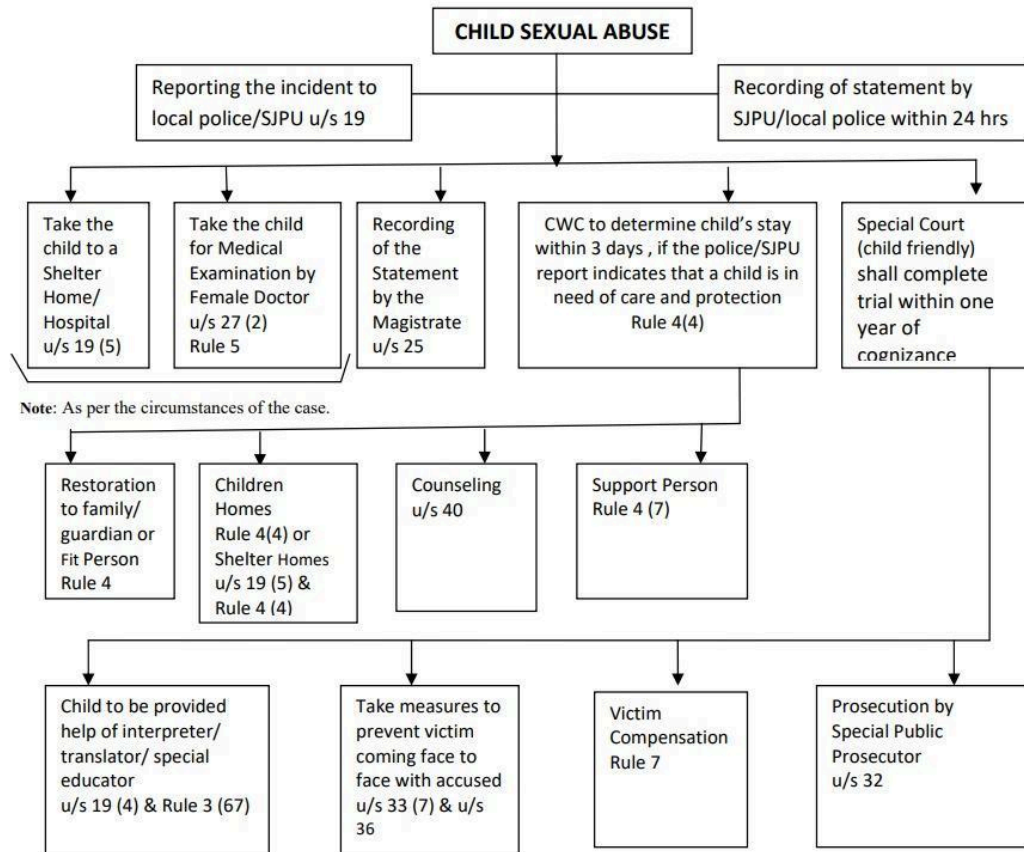 CHILD SEXUAL ABUSE
Reporting the incident to
local police/SJPU u/s 19
Recording of statement by
SJPU/local police within 24 hrs
Take the
child to a
Shelter
Home/
Hospital
u/s 19 (5)
Take the child
for Medical
Examination by
Female Doctor
u/s 27 (2)
Rule 5
Recording
of the
Statement
by the
Magistrate
u/s 25
CWC to determine child's stay
within 3 days , if the police/SJPU
report indicates that a child is in
need of care and protection
Rule 4(4)
Special Court
(child friendly)
shall complete
trial within one
year of
cognizance
Note: As per the circumstances of the case.
Restoration
to family/
guardian or
Fit Person
Rule 4
Children
Homes
Rule 4(4) or
Shelter Homes
u/s 19 (5) &
Rule 4 (4)
Counseling
u/s 40
Support Person
Rule 4 (7)
Child to be provided
help of interpreter/
translator/ special
educator
u/s 19 (4) & Rule 3 (67)
Take measures to
prevent victim
coming face to
face with accused
u/s 33 (7) & u/s
36
Victim
Compensation
Rule 7
Prosecution by
Special Public
Prosecutor
u/s 32